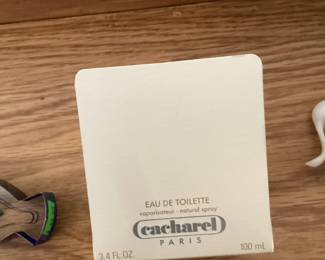 EAU DE TOILETTE
vaporisateur - natural spray
cacharel
PARIS
3.4 FL.OZ. 100 mL